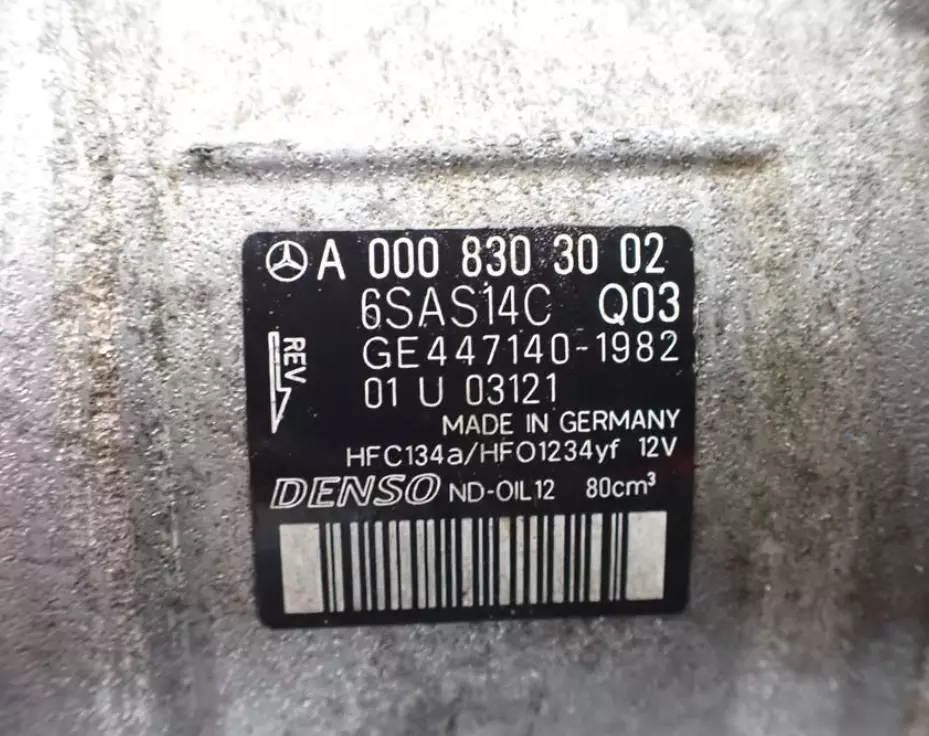 A 000 830 30 02
6SAS14C Q03
REV
GE447140-1982
01 U 03121
MADE IN GERMANY
HFC134a/HFO1234yf 12V
DENSO ND-OIL12 80cm³